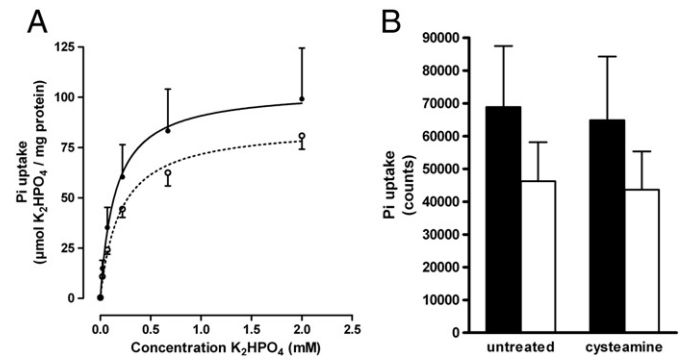 A
Pi uptake
(μmol K₂HPO₄ / mg protein)
125
100
75
50
25
0
0.0 0.5 1.0 1.5 2.0 2.5
Concentration K₂HPO₄ (mM)
B
Pi uptake
(counts)
90000
80000
70000
60000
50000
40000
30000
20000
10000
0
untreated cysteamine